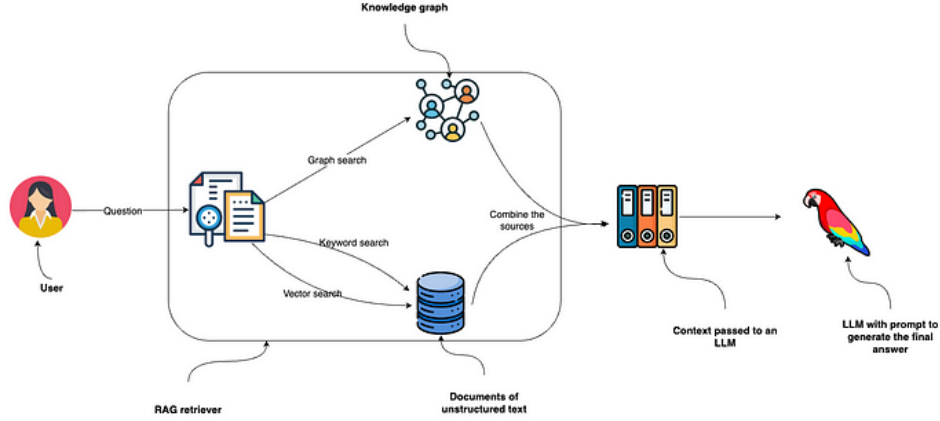 Knowledge graph
Graph search
Question
Keyword search
Vector search
Combine the
sources
User
Context passed to an
LLM
LLM with prompt to
generate the final
answer
RAG retriever
Documents of
unstructured text